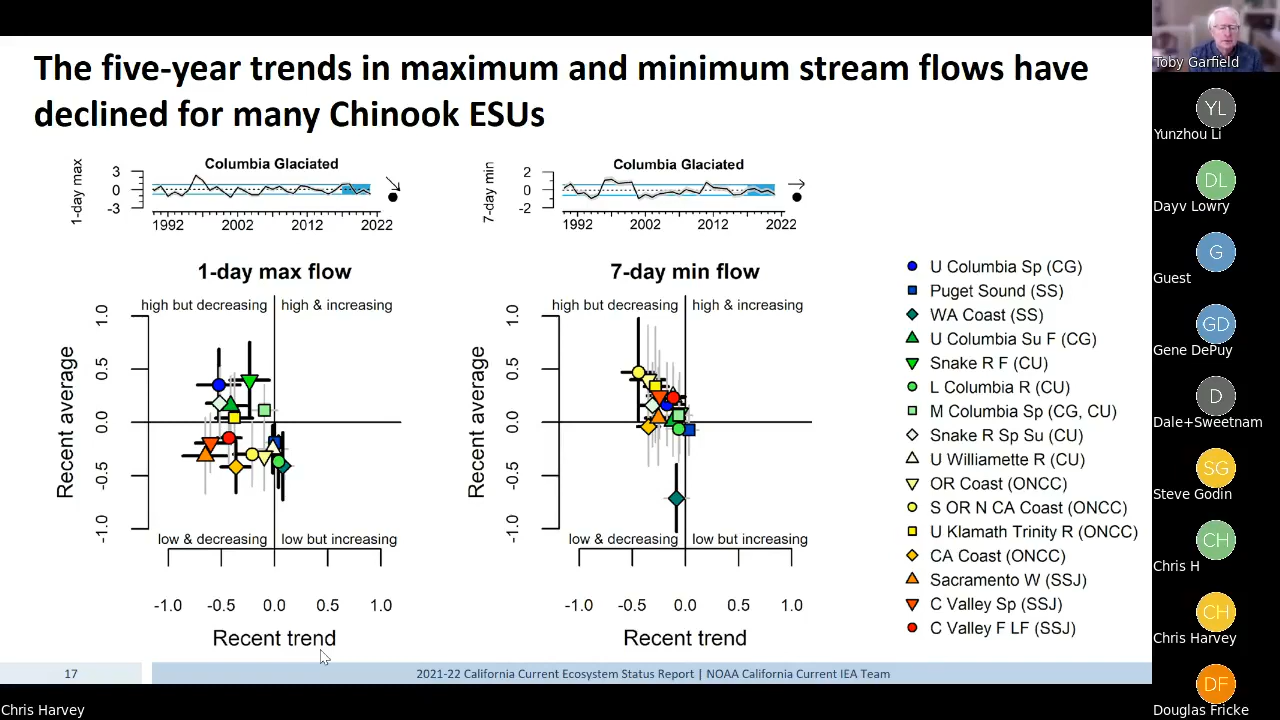 The five-year trends in maximum and minimum stream flows have
declined for many Chinook ESUs
Columbia Glaciated
1-day max
3
0
-3
1992
2002
2012
2022
Columbia Glaciated
7-day min
2
0
-2
1992
2002
2012
2022
1-day max flow
high but decreasing
high & increasing
Recent average
1.0
0.5
0.0
-0.5
-1.0
low & decreasing
low but increasing
-1.0
-0.5
0.0
0.5
1.0
Recent trend
7-day min flow
high but decreasing
high & increasing
Recent average
1.0
0.5
0.0
-0.5
-1.0
low & decreasing
low but increasing
-1.0
-0.5
0.0
0.5
1.0
Recent trend
U Columbia Sp (CG)
Puget Sound (SS)
WA Coast (SS)
U Columbia Su F (CG)
Snake R F (CU)
L Columbia R (CU)
M Columbia Sp (CG, CU)
Snake R Sp Su (CU)
U Williamette R (CU)
OR Coast (ONCC)
S OR N CA Coast (ONCC)
U Klamath Trinity R (ONCC)
CA Coast (ONCC)
Sacramento W (SSJ)
C Valley Sp (SSJ)
C Valley F LF (SSJ)
17
2021-22 California Current Ecosystem Status Report | NOAA California Current IEA Team
Chris Harvey
Toby Garfield
YL
Yunzhou Li
DL
Dayv Lowry
G
Guest
GD
Gene DePuy
D
Dale+Sweetnam
SG
Steve Godin
CH
Chris H
CH
Chris Harvey
DF
Douglas Fricke